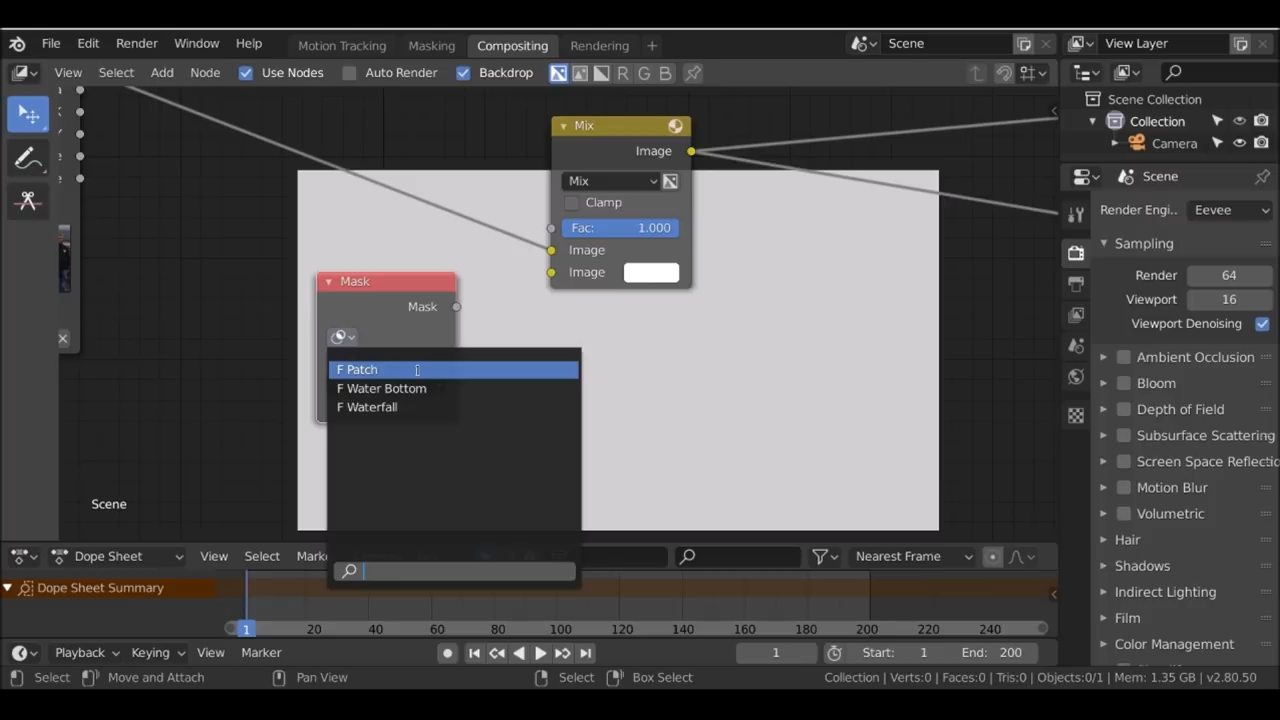 File Edit Render Window Help Motion Tracking Masking Compositing Rendering + Scene View Layer
View Select Add Node Use Nodes Auto Render Backdrop R G B
Scene Collection
Collection
Camera
Mix
Image
Mix
Clamp
Fac: 1.000
Image
Image
Mask
Mask
F Patch
F Water Bottom
F Waterfall
Scene
Scene
Render Engi.. Eevee
Sampling
Render 64
Viewport 16
Viewport Denoising
Ambient Occlusion
Bloom
Depth of Field
Subsurface Scattering
Screen Space Reflectio
Motion Blur
Volumetric
Hair
Shadows
Indirect Lighting
Film
Color Management
Dope Sheet View Select Marke Nearest Frame
Dope Sheet Summary
1 20 40 60 80 100 120 140 160 180 200 220 240
Playback Keying View Marker 1 Start: 1 End: 200
Select Move and Attach Pan View Select Box Select Collection | Verts:0 | Faces:0 | Tris:0 | Objects:0/1 | Mem: 1.35 GB | v2.80.50